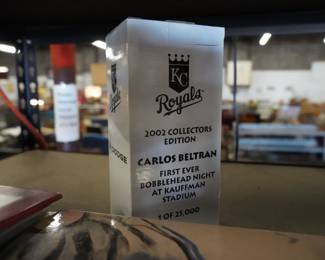 KC
Royals
2002 COLLECTORS
EDITION
CARLOS BELTRAN
FIRST EVER
BOBBLEHEAD NIGHT
AT KAUFFMAN
STADIUM
1 OF 25,000